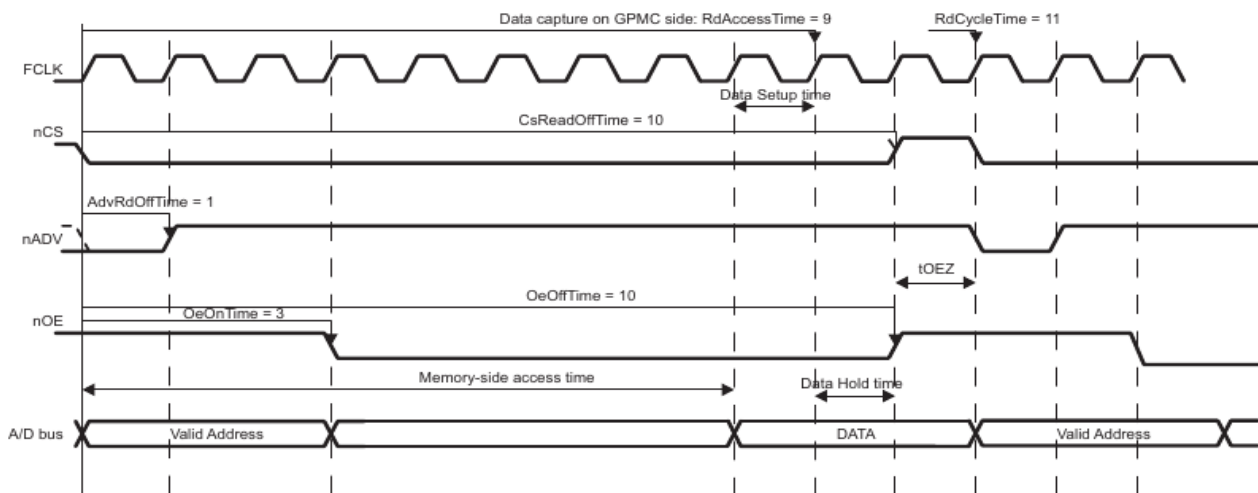 Data capture on GPMC side: RdAccessTime = 9
RdCycleTime = 11
FCLK
Data Setup time
CsReadOffTime = 10
nCS
AdvRdOffTime = 1
nADV
tOEZ
OeOffTime = 10
OeOnTime = 3
nOE
Memory-side access time
Data Hold time
A/D bus
Valid Address
DATA
Valid Address